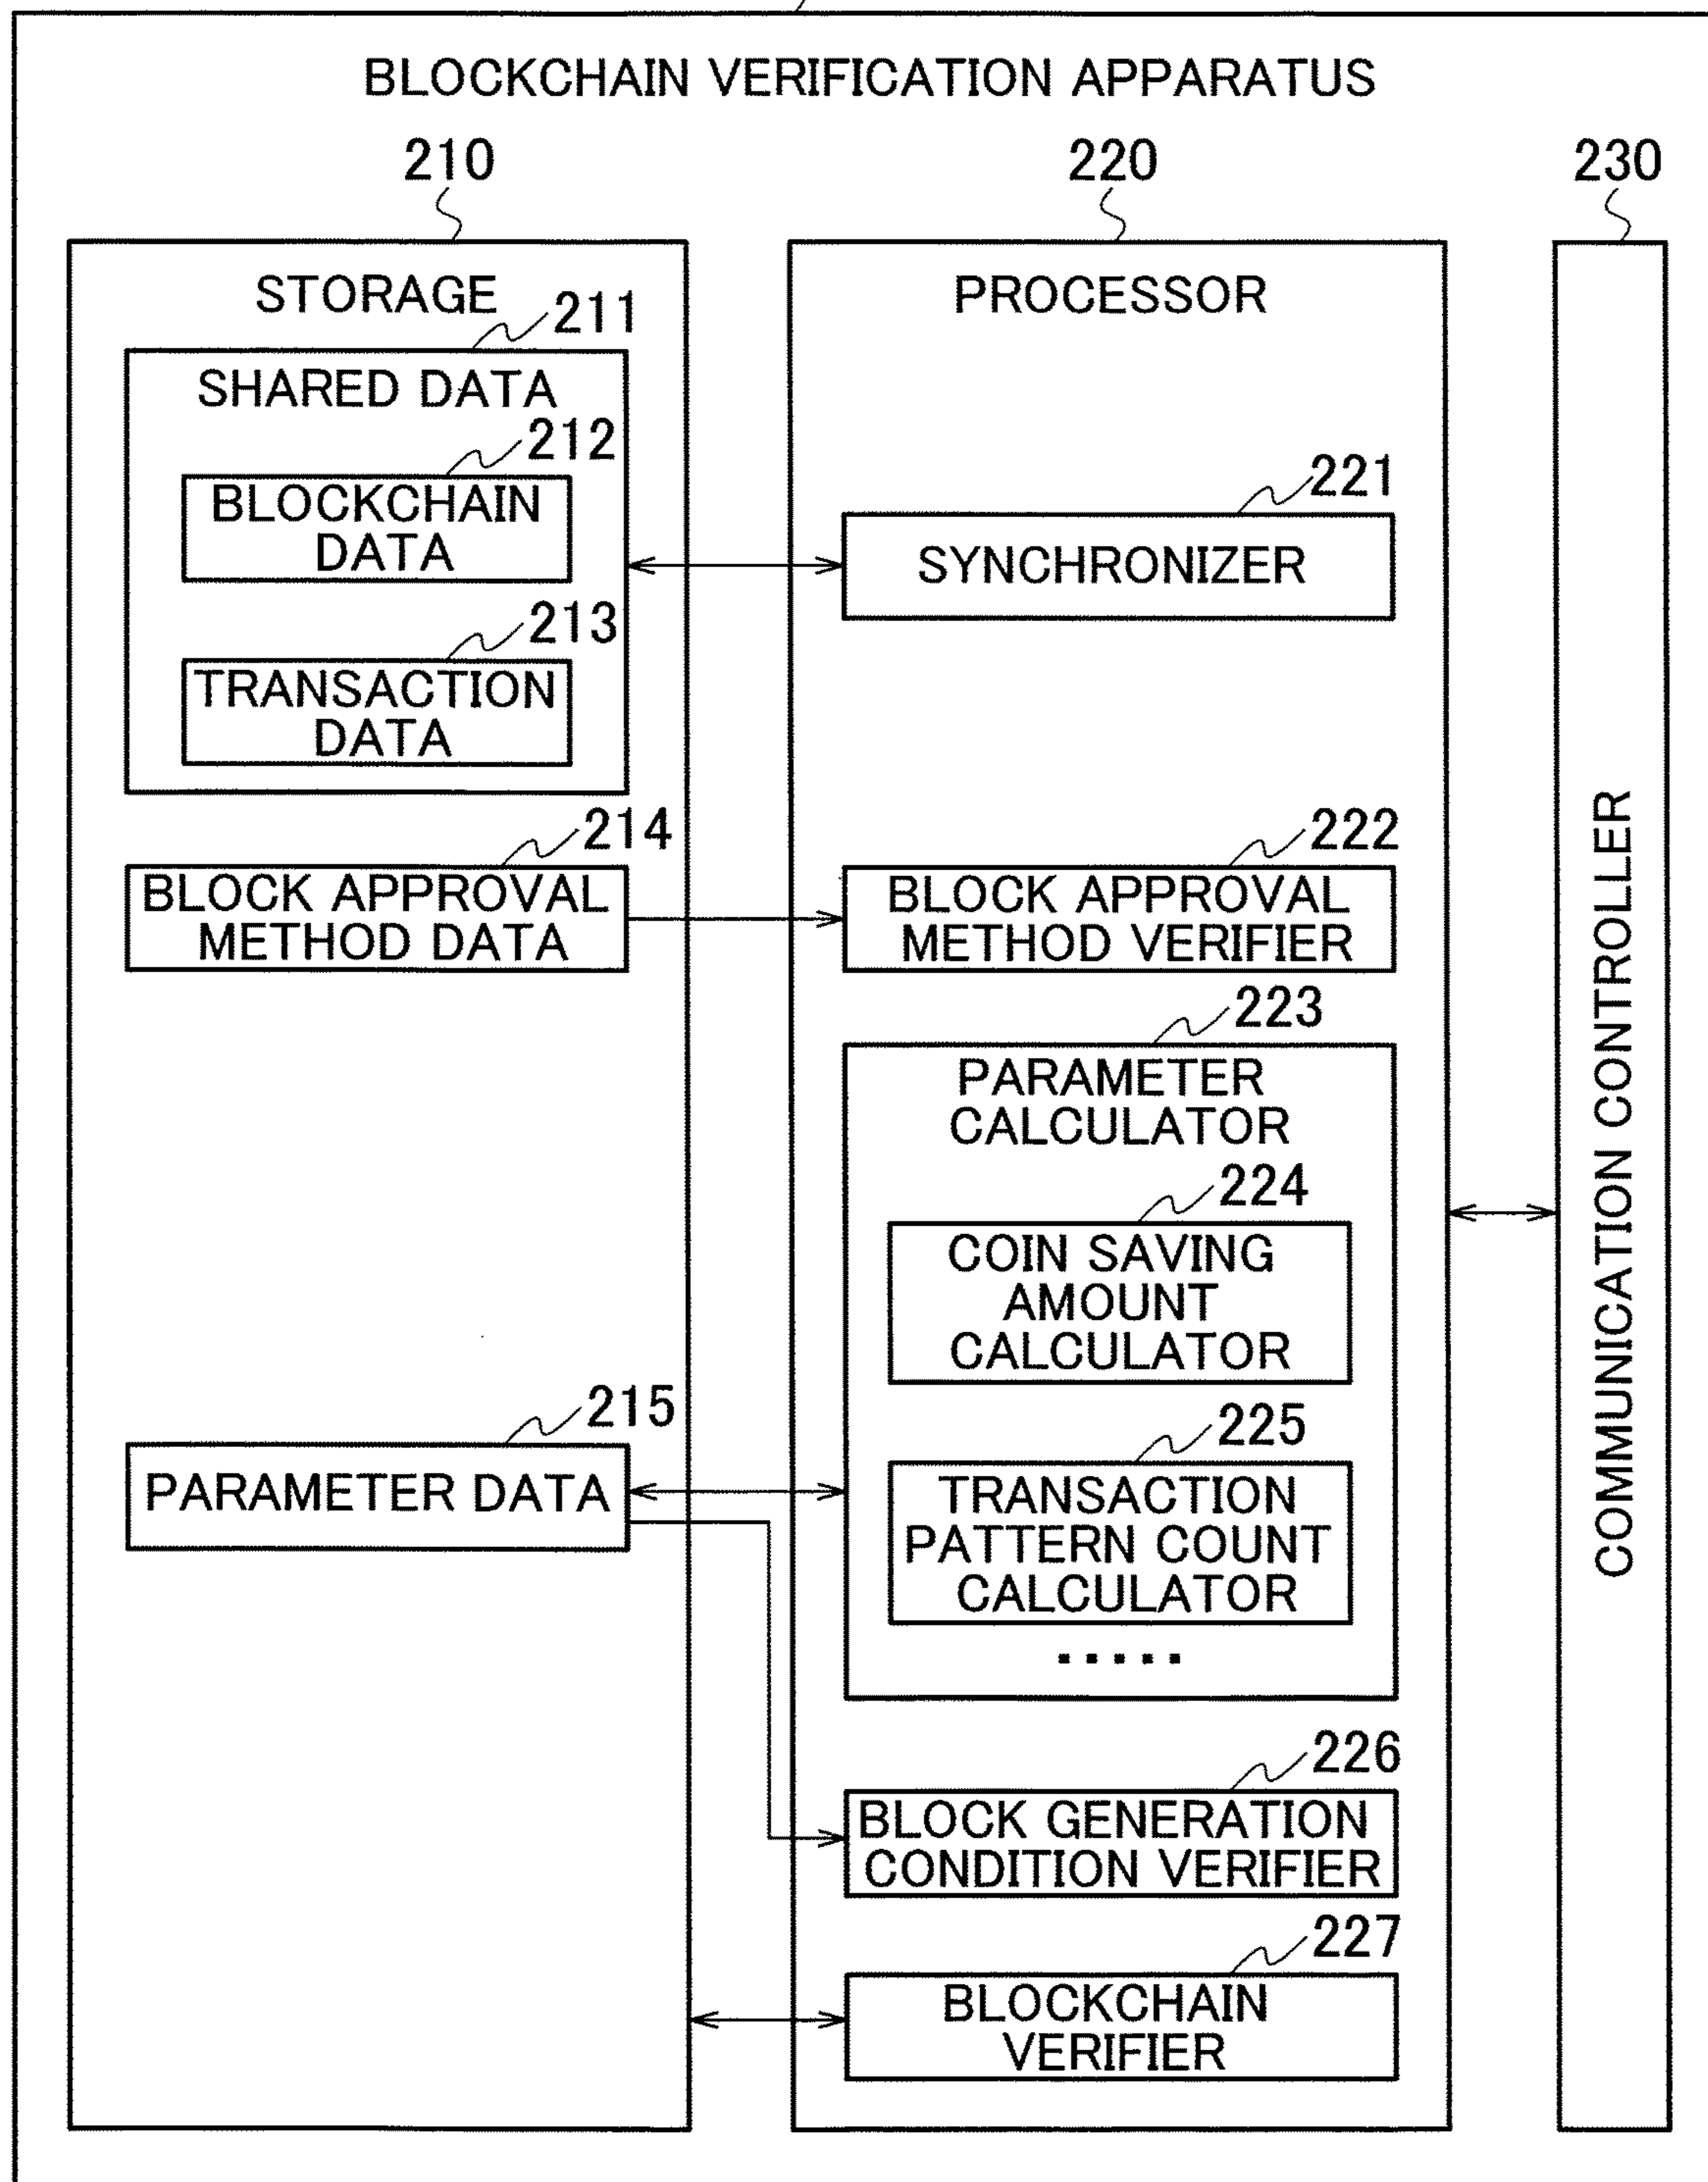 BLOCKCHAIN VERIFICATION APPARATUS
210
220
230
STORAGE
211
SHARED DATA
212
BLOCKCHAIN
DATA
213
TRANSACTION
DATA
214
BLOCK APPROVAL
METHOD DATA
215
PARAMETER DATA
PROCESSOR
221
SYNCHRONIZER
222
BLOCK APPROVAL
METHOD VERIFIER
223
PARAMETER
CALCULATOR
224
COIN SAVING
AMOUNT
CALCULATOR
225
TRANSACTION
PATTERN COUNT
CALCULATOR
.....
226
BLOCK GENERATION
CONDITION VERIFIER
227
BLOCKCHAIN
VERIFIER
COMMUNICATION CONTROLLER